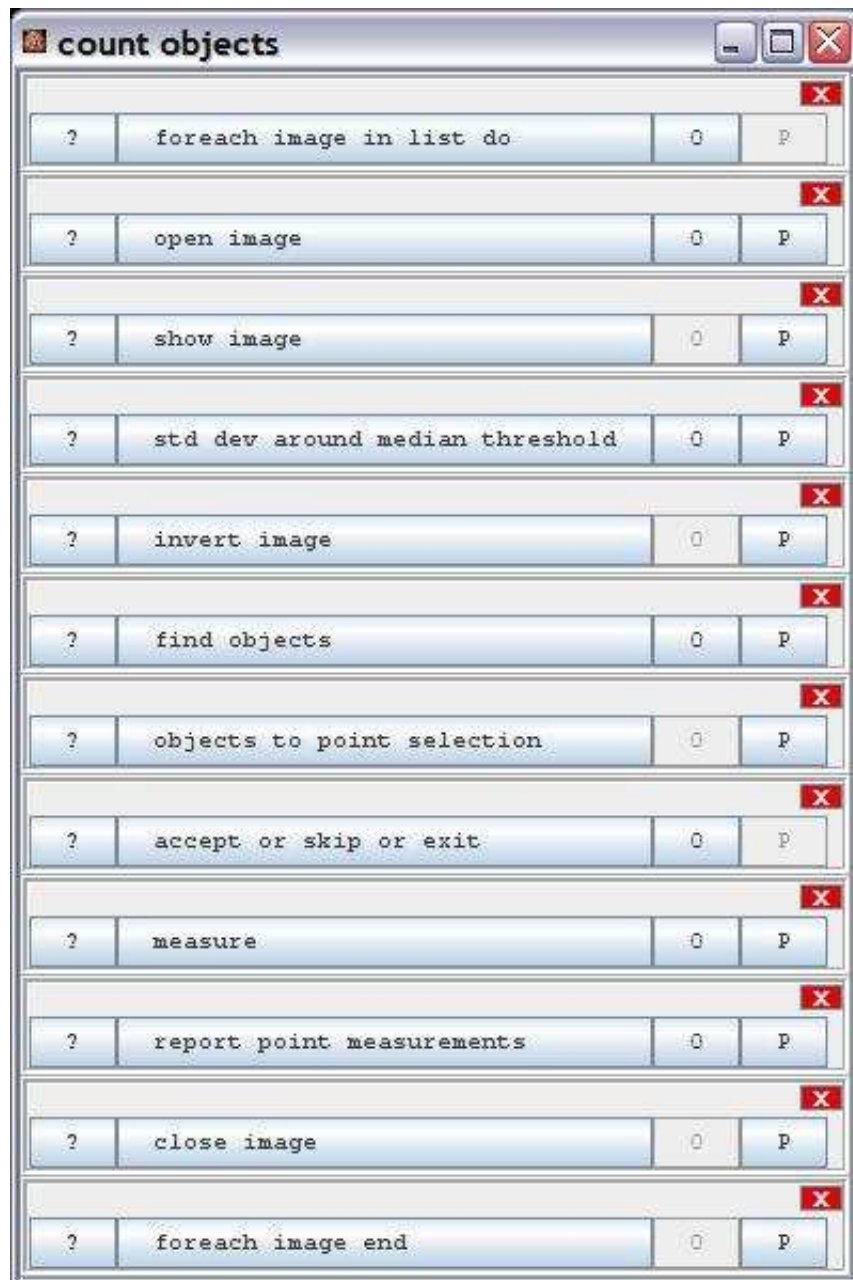 count objects
X
? foreach image in list do O P
X
? open image O P
X
? show image O P
X
? std dev around median threshold O P
X
? invert image O P
X
? find objects O P
X
? objects to point selection O P
X
? accept or skip or exit O P
X
? measure O P
X
? report point measurements O P
X
? close image O P
X
? foreach image end O P